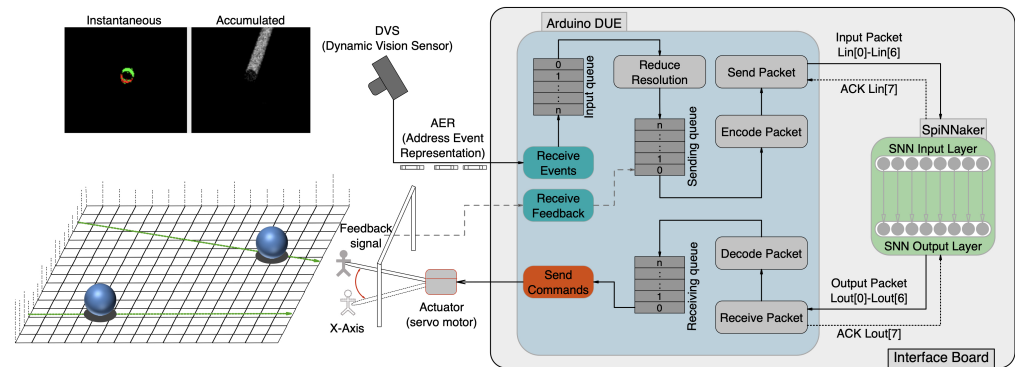 Instantaneous
Accumulated
DVS
(Dynamic Vision Sensor)
AER
(Address Event
Representation)
Feedback
signal
X-Axis
Actuator
(servo motor)
Arduino DUE
0
1
:
:
n
Input queue
Reduce
Resolution
Send Packet
Receive
Events
n
:
:
1
0
Sending queue
Encode Packet
Receive
Feedback
Send
Commands
n
:
:
1
0
Receiving queue
Decode Packet
Receive Packet
Input Packet
Lin[0]-Lin[6]
ACK Lin[7]
SpiNNaker
SNN Input Layer
SNN Output Layer
Output Packet
Lout[0]-Lout[6]
ACK Lout[7]
Interface Board